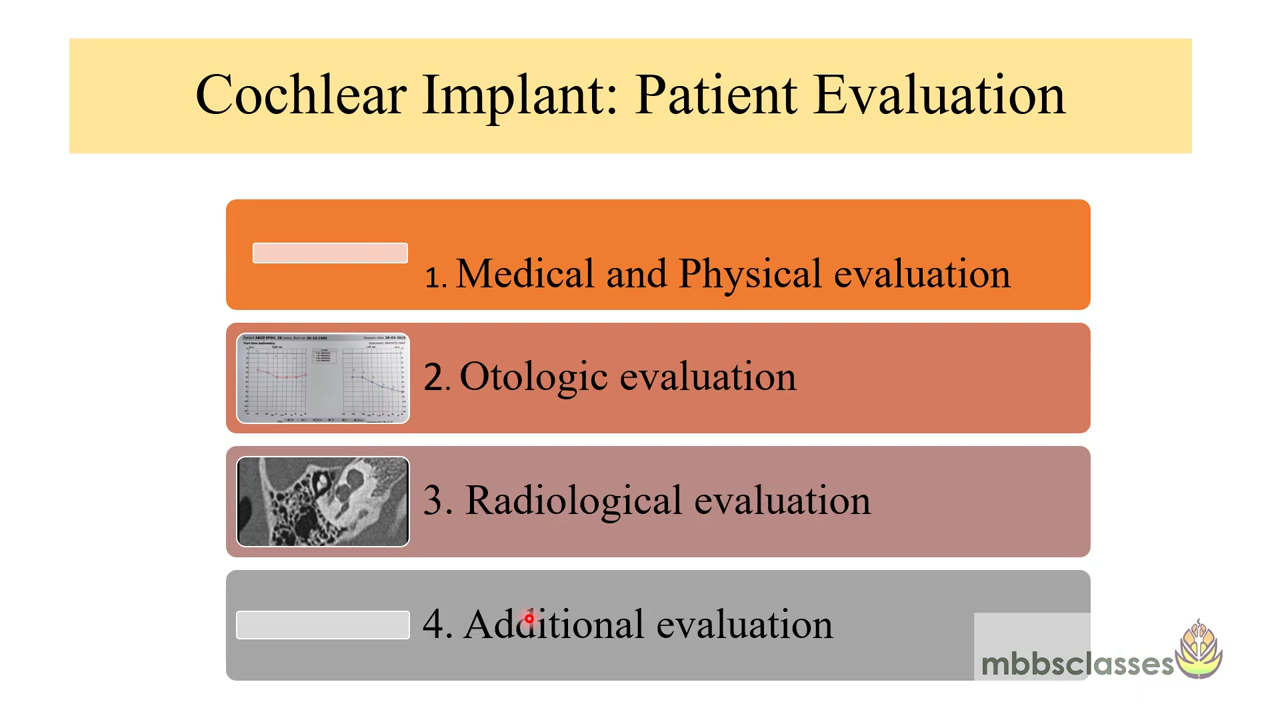 Cochlear Implant: Patient Evaluation
1. Medical and Physical evaluation
2. Otologic evaluation
3. Radiological evaluation
4. Additional evaluation
mbbsclasses